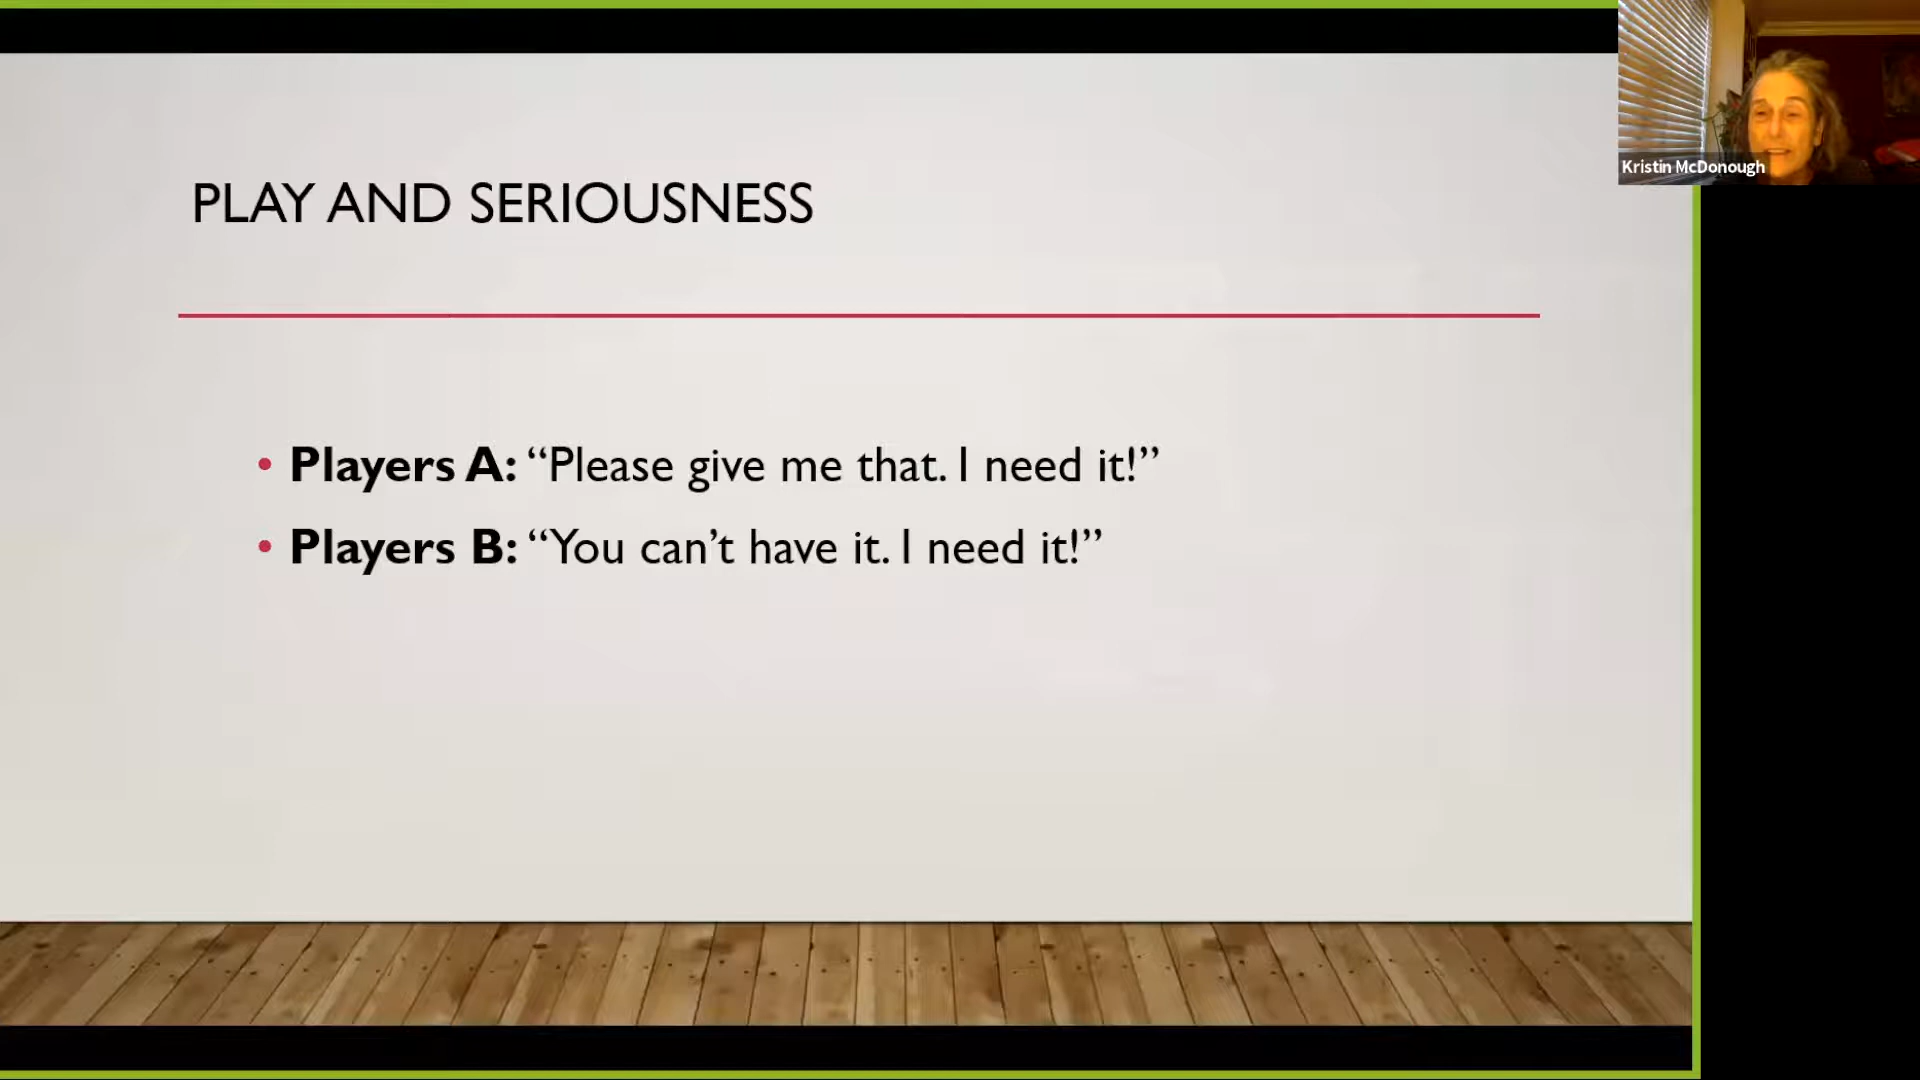 PLAY AND SERIOUSNESS
• Players A: “Please give me that. I need it!”
• Players B: “You can’t have it. I need it!”
Kristin McDonough